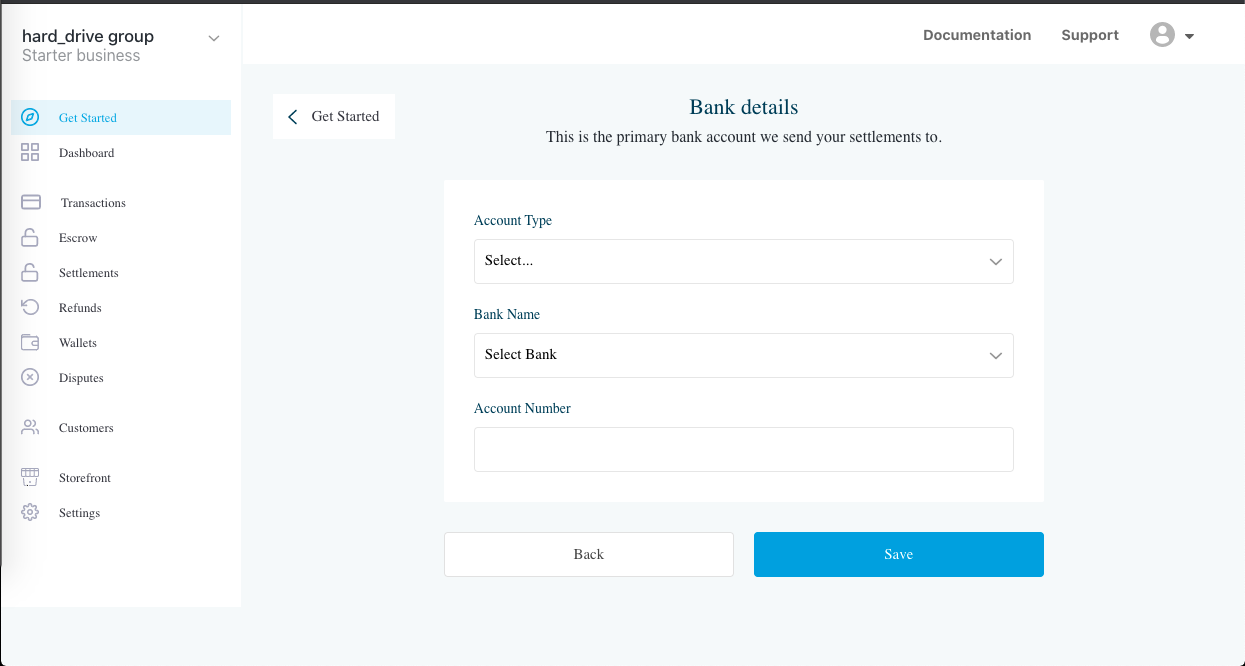 hard_drive group
Starter business
Documentation
Support
Get Started
Dashboard
Transactions
Escrow
Settlements
Refunds
Wallets
Disputes
Customers
Storefront
Settings
Get Started
Bank details
This is the primary bank account we send your settlements to.
Account Type
Select...
Bank Name
Select Bank
Account Number
Back
Save